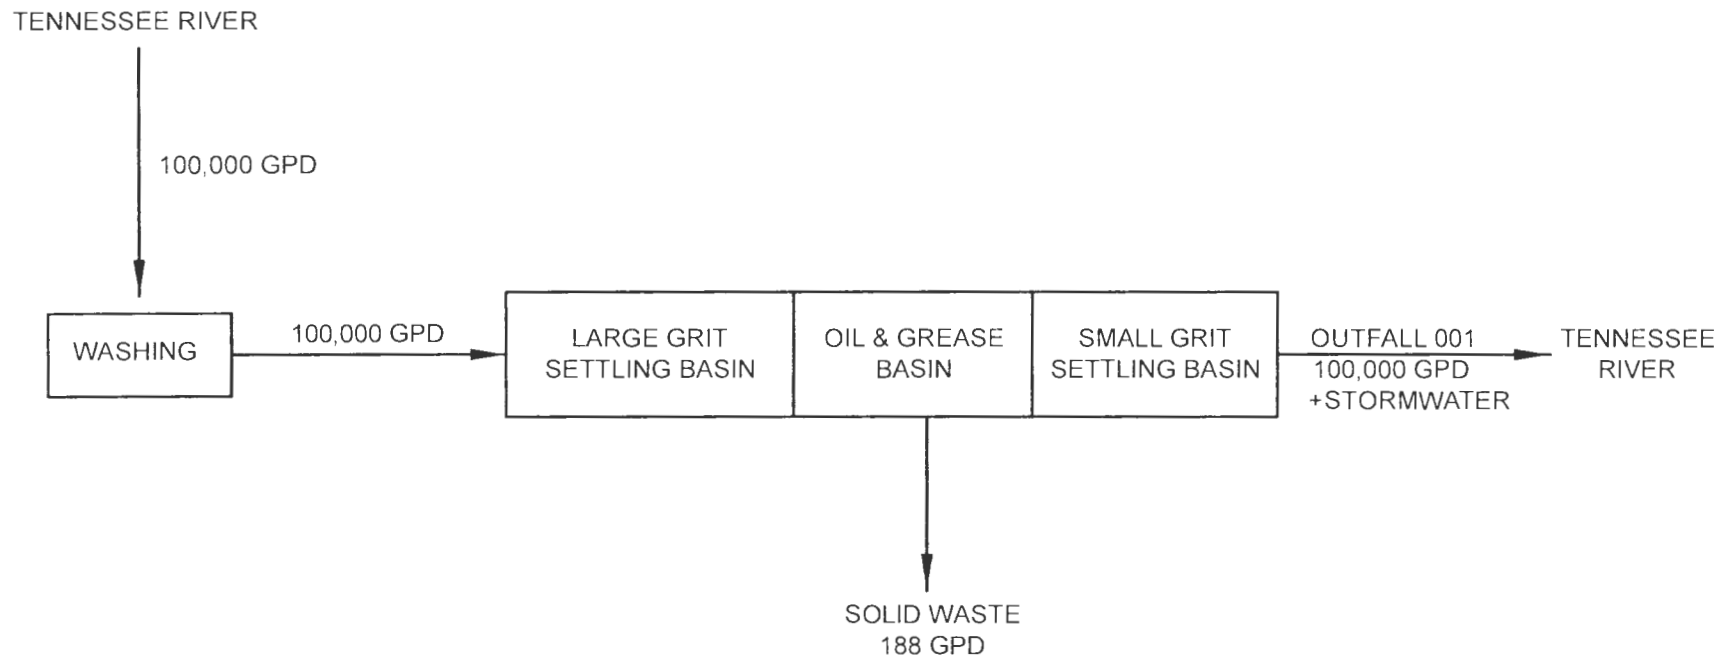 TENNESSEE RIVER
100,000 GPD
WASHING
100,000 GPD
LARGE GRIT
SETTLING BASIN
OIL & GREASE
BASIN
SMALL GRIT
SETTLING BASIN
OUTFALL 001
100,000 GPD
+STORMWATER
TENNESSEE
RIVER
SOLID WASTE
188 GPD